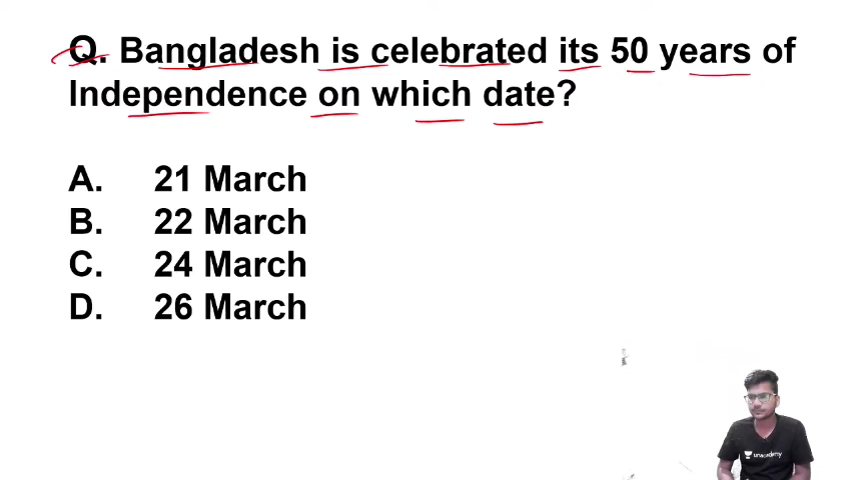 Q. Bangladesh is celebrated its 50 years of
Independence on which date?
A. 21 March
B. 22 March
C. 24 March
D. 26 March
unacademy